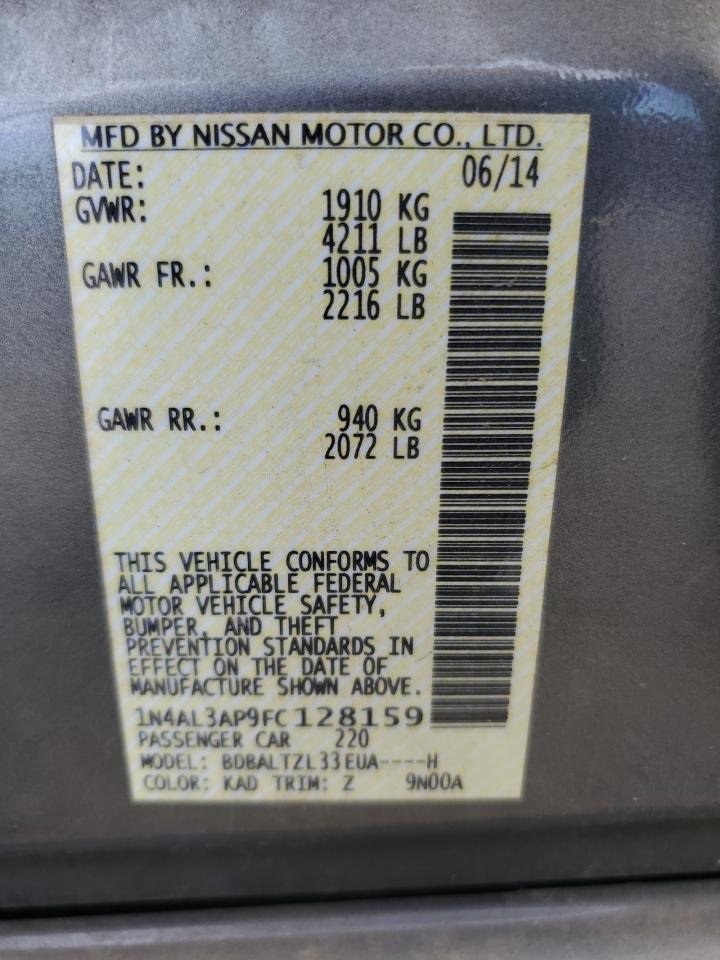 MFD BY NISSAN MOTOR CO., LTD.
DATE: 06/14
GVWR: 1910 KG
4211 LB
GAWR FR.: 1005 KG
2216 LB
GAWR RR.: 940 KG
2072 LB
THIS VEHICLE CONFORMS TO
ALL APPLICABLE FEDERAL
MOTOR VEHICLE SAFETY,
BUMPER, AND THEFT
PREVENTION STANDARDS IN
EFFECT ON THE DATE OF
MANUFACTURE SHOWN ABOVE.
1N4AL3AP9FC128159
PASSENGER CAR 220
MODEL: BDBALTZL33EUA----H
COLOR: KAD TRIM: Z 9N00A